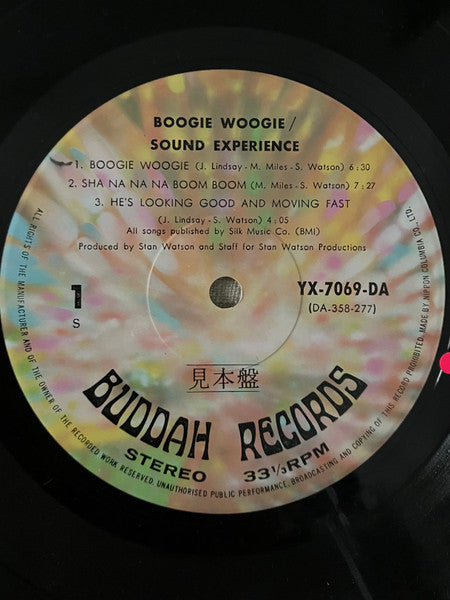 BOOGIE WOOGIE/
SOUND EXPERIENCE
1. BOOGIE WOOGIE (J. Lindsay - M. Miles - S. Watson) 6:30
2. SHA NA NA NA BOOM BOOM (M. Miles - S. Watson) 7:27
3. HE'S LOOKING GOOD AND MOVING FAST
(J. Lindsay - S. Watson) 4:05
All songs published by Silk Music Co. (BMI)
Produced by Stan Watson and Staff for Stan Watson Productions
1
S
YX-7069-DA
(DA-358-277)
見本盤
BUDDAH RECORDS
STEREO 33⅓RPM
ALL RIGHTS OF THE MANUFACTURER AND OF THE OWNER OF THE RECORDED WORK RESERVED. UNAUTHORISED PUBLIC PERFORMANCE, BROADCASTING AND COPYING OF THIS RECORD PROHIBITED. MADE BY NIPPON COLUMBIA CO., LTD.